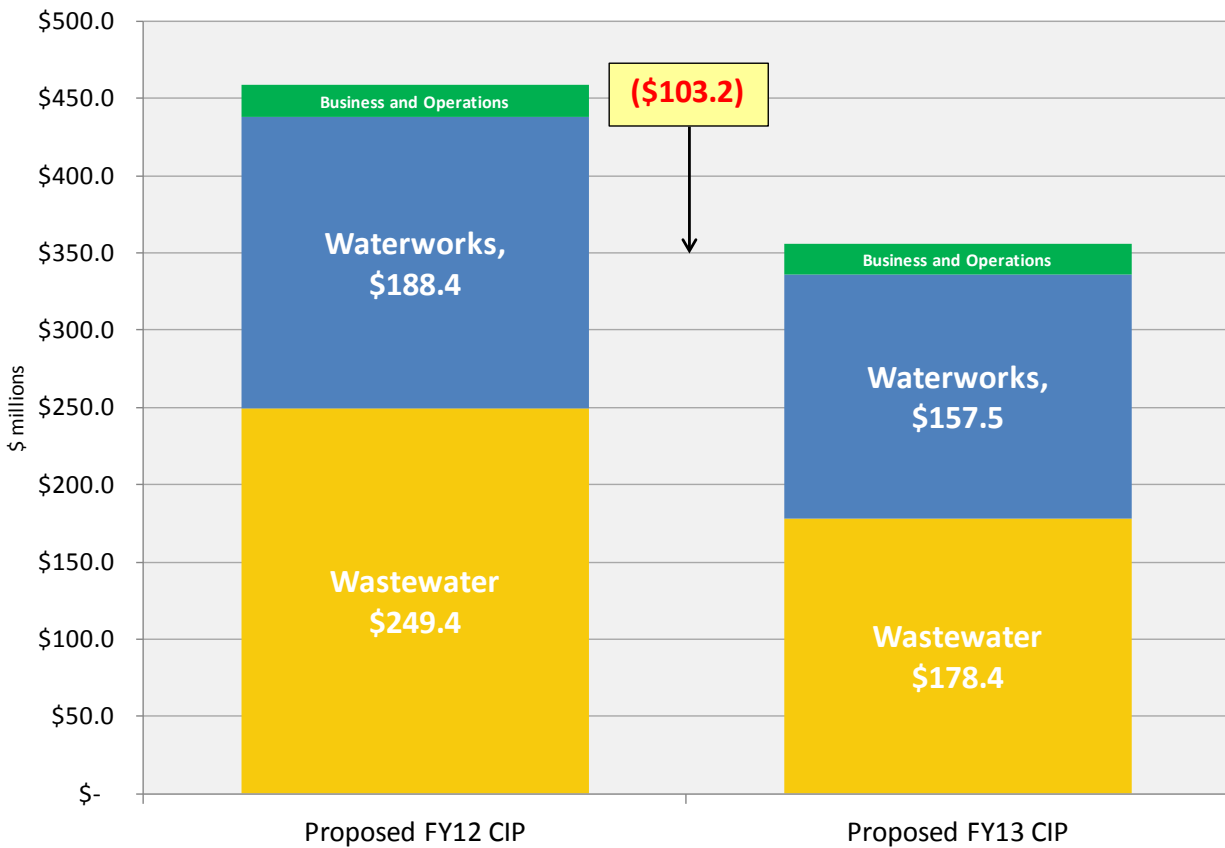 $500.0
$450.0
$400.0
$350.0
$300.0
$250.0
$200.0
$150.0
$100.0
$50.0
$-
$ millions
Business and Operations
Waterworks,
$188.4
Wastewater
$249.4
($103.2)
Business and Operations
Waterworks,
$157.5
Wastewater
$178.4
Proposed FY12 CIP
Proposed FY13 CIP